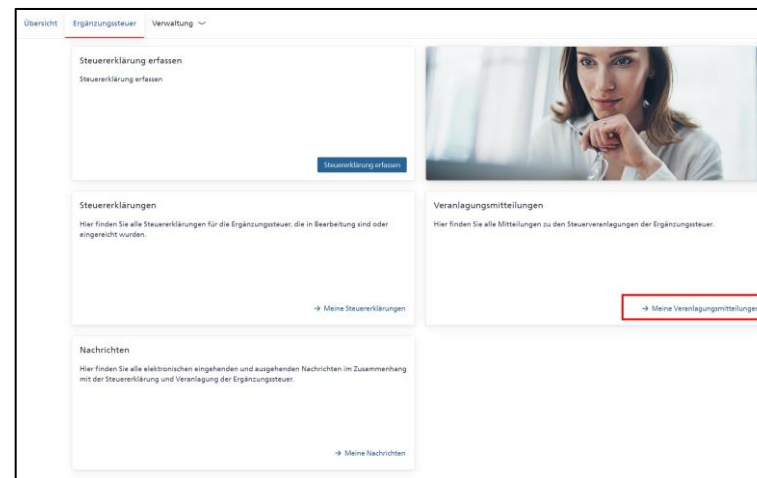 Übersicht Ergänzungssteuer Verwaltung
Steuererklärung erfassen
Steuererklärung erfassen
Steuererklärung erfassen
Steuererklärungen
Hier finden Sie alle Steuererklärungen für die Ergänzungssteuer, die in Bearbeitung sind oder
eingereicht wurden.
→ Meine Steuererklärungen
Veranlagungsmitteilungen
Hier finden Sie alle Mitteilungen zu den Steuerveranlagungen der Ergänzungssteuer.
→ Meine Veranlagungsmitteilungen
Nachrichten
Hier finden Sie alle elektronischen eingehenden und ausgehenden Nachrichten im Zusammenhang
mit der Steuererklärung und Veranlagung der Ergänzungssteuer.
→ Meine Nachrichten